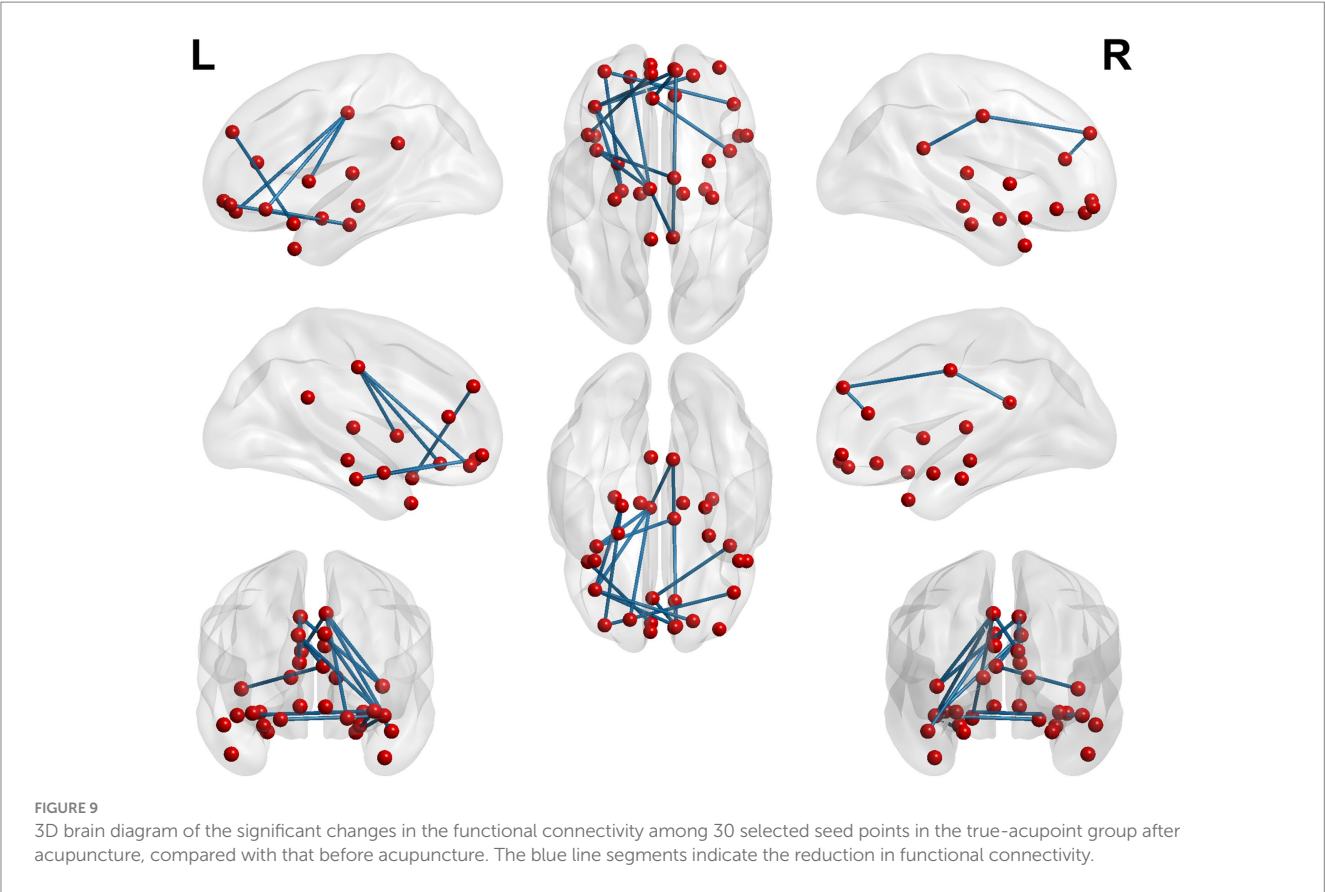 L
R
FIGURE 9
3D brain diagram of the significant changes in the functional connectivity among 30 selected seed points in the true-acupoint group after
acupuncture, compared with that before acupuncture. The blue line segments indicate the reduction in functional connectivity.